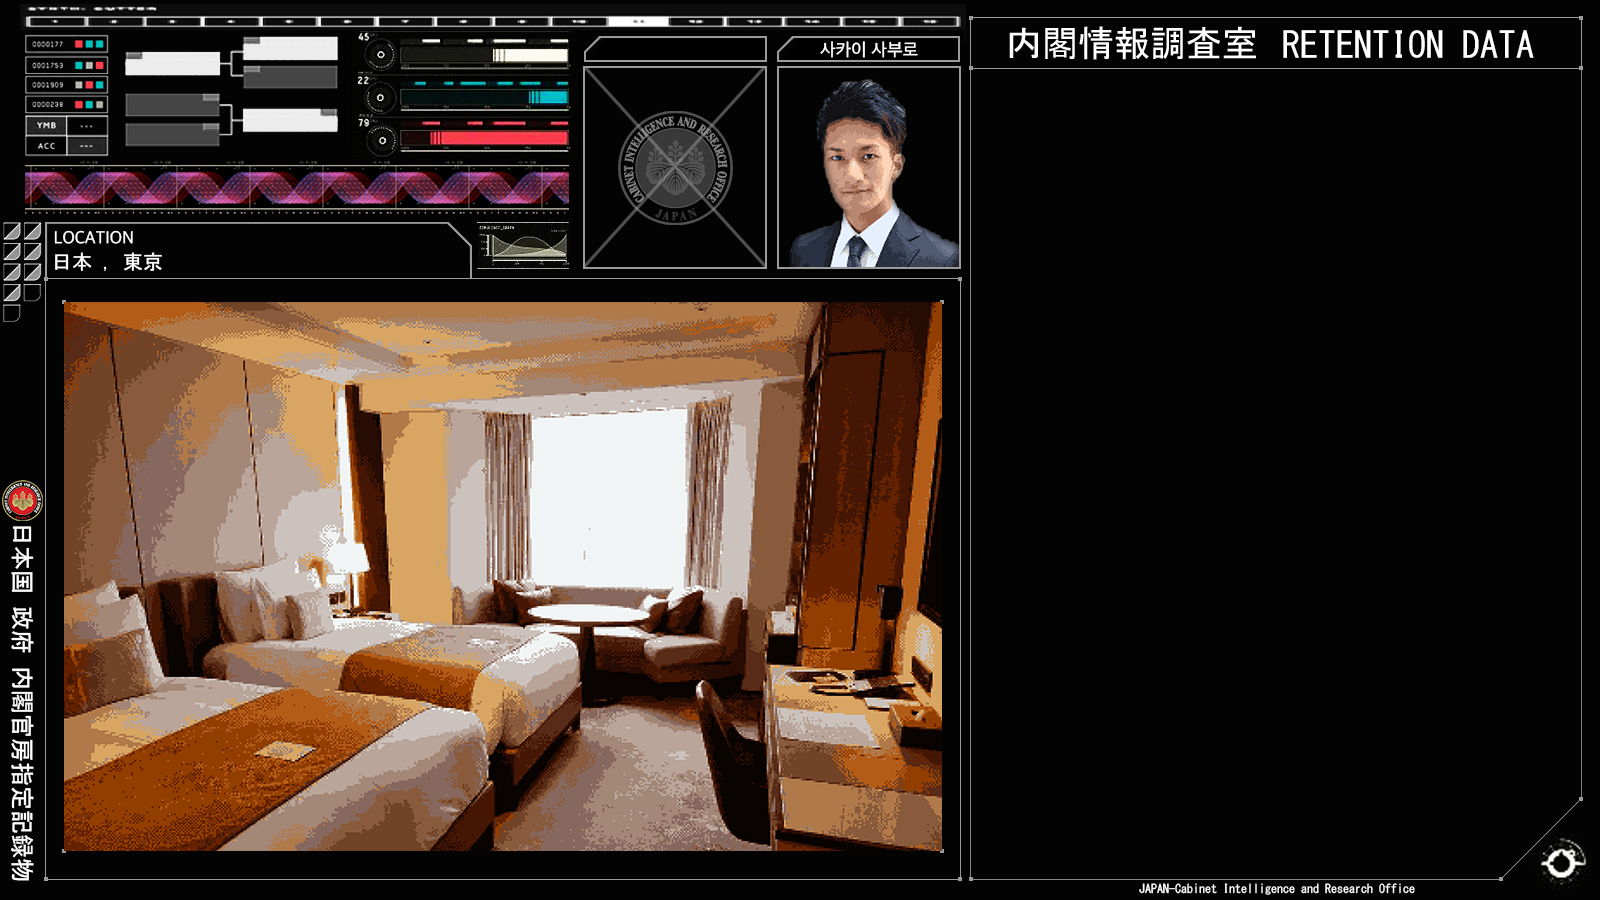 0000177
0001753
0001909
0000238
YMB ---
ACC ---
45
22
79
CABINET INTELLIGENCE AND RESEARCH OFFICE
JAPAN
사카이 사부로
LOCATION
日本 , 東京
内閣情報調査室 RETENTION DATA
日本国 政府 内閣官房指定記録物
JAPAN-Cabinet Intelligence and Research Office